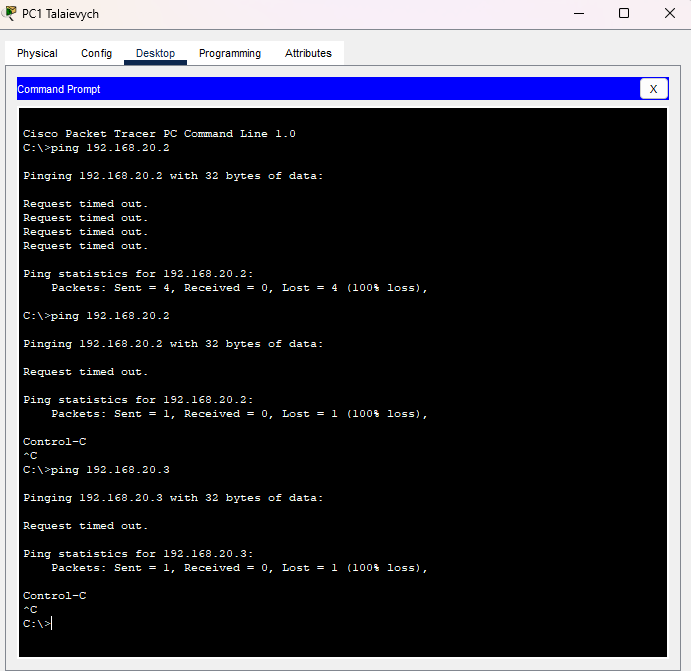 PC1 Talaievych
Physical Config Desktop Programming Attributes
Command Prompt
X
Cisco Packet Tracer PC Command Line 1.0
C:\>ping 192.168.20.2
Pinging 192.168.20.2 with 32 bytes of data:
Request timed out.
Request timed out.
Request timed out.
Request timed out.
Ping statistics for 192.168.20.2:
    Packets: Sent = 4, Received = 0, Lost = 4 (100% loss),
C:\>ping 192.168.20.2
Pinging 192.168.20.2 with 32 bytes of data:
Request timed out.
Ping statistics for 192.168.20.2:
    Packets: Sent = 1, Received = 0, Lost = 1 (100% loss),
Control-C
^C
C:\>ping 192.168.20.3
Pinging 192.168.20.3 with 32 bytes of data:
Request timed out.
Ping statistics for 192.168.20.3:
    Packets: Sent = 1, Received = 0, Lost = 1 (100% loss),
Control-C
^C
C:\>